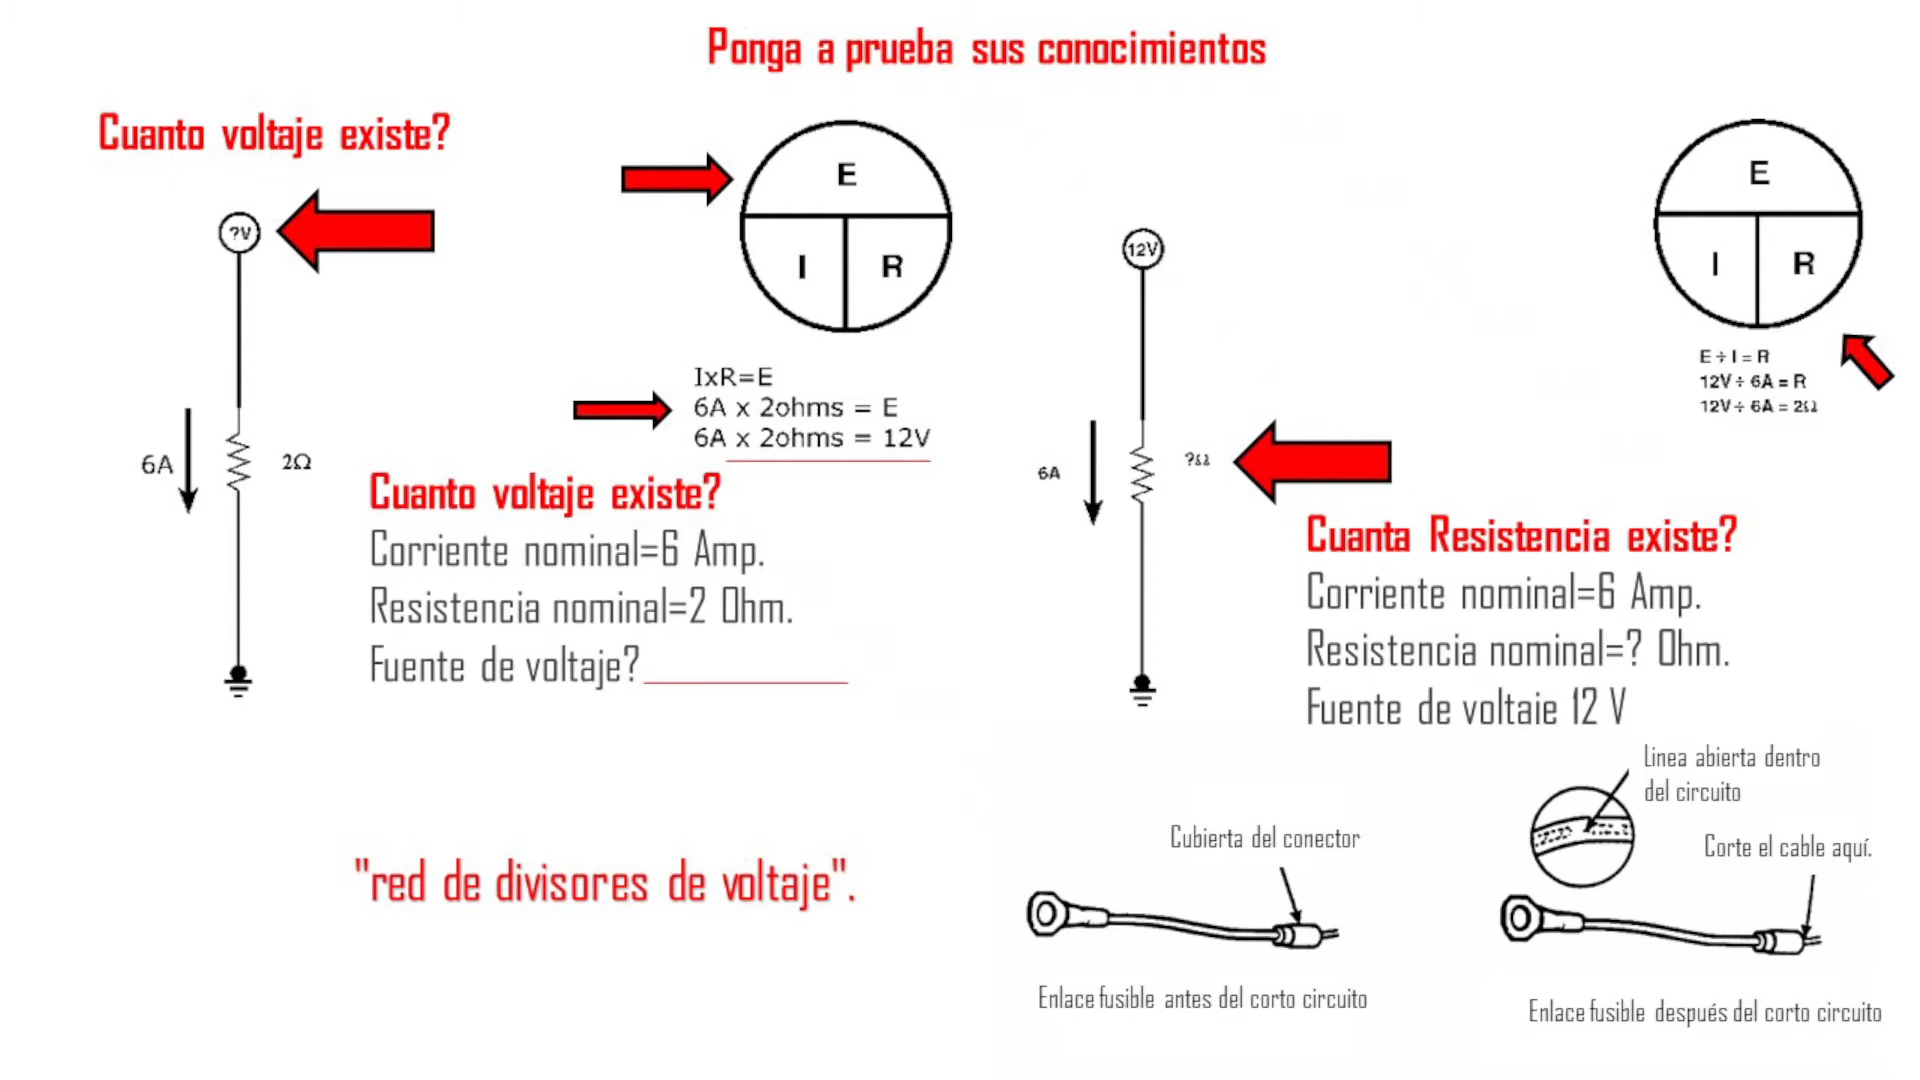 Ponga a prueba sus conocimientos
Cuanto voltaje existe?
?V
6A
2Ω
E
I
R
IxR=E
6A x 2ohms = E
6A x 2ohms = 12V
Cuanto voltaje existe?
Corriente nominal=6 Amp.
Resistencia nominal=2 Ohm.
Fuente de voltaje?
12V
6A
?Ω
E
I
R
E÷I=R
12V÷ 6A = R
12V÷ 6A = 2Ω
Cuanta Resistencia existe?
Corriente nominal=6 Amp.
Resistencia nominal=? Ohm.
Fuente de voltaie 12 V
"red de divisores de voltaje".
Cubierta del conector
Enlace fusible antes del corto circuito
Linea abierta dentro
del circuito
Corte el cable aquí.
Enlace fusible después del corto circuito